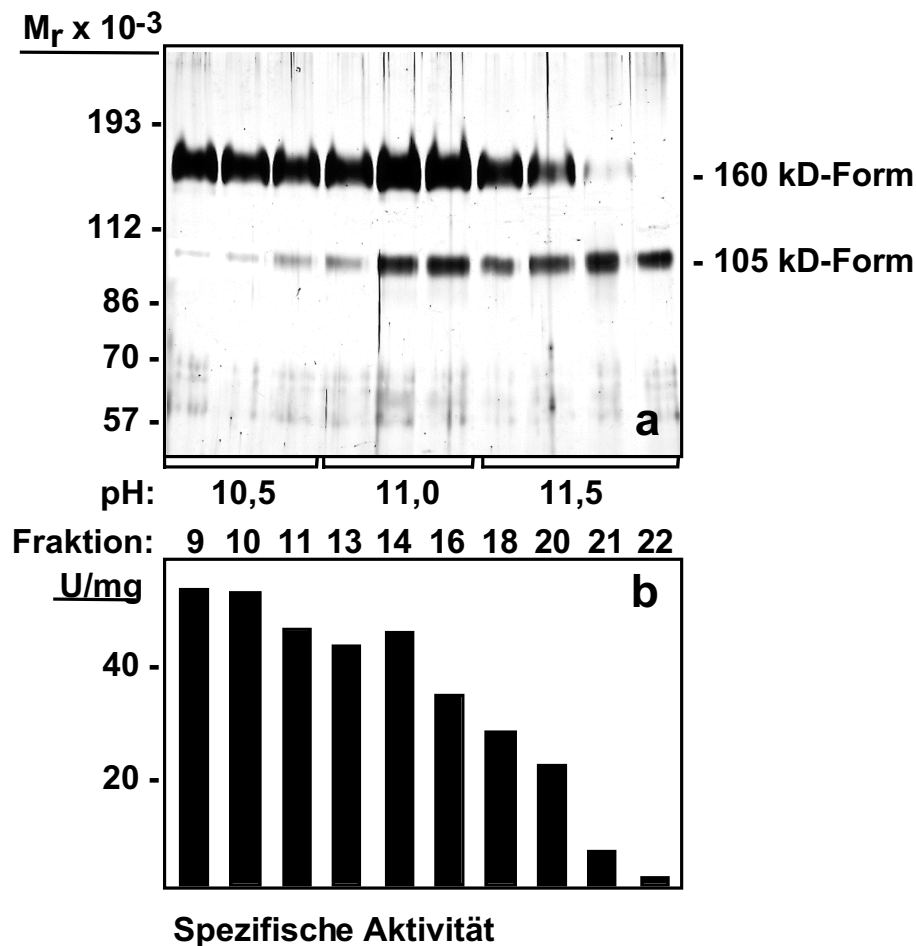 Mr x 10-3
193 -
- 160 kD-Form
112 -
- 105 kD-Form
86 -
70 -
57 -
a
pH: 10,5 11,0 11,5
Fraktion: 9 10 11 13 14 16 18 20 21 22
U/mg
b
40 -
20 -
Spezifische Aktivität